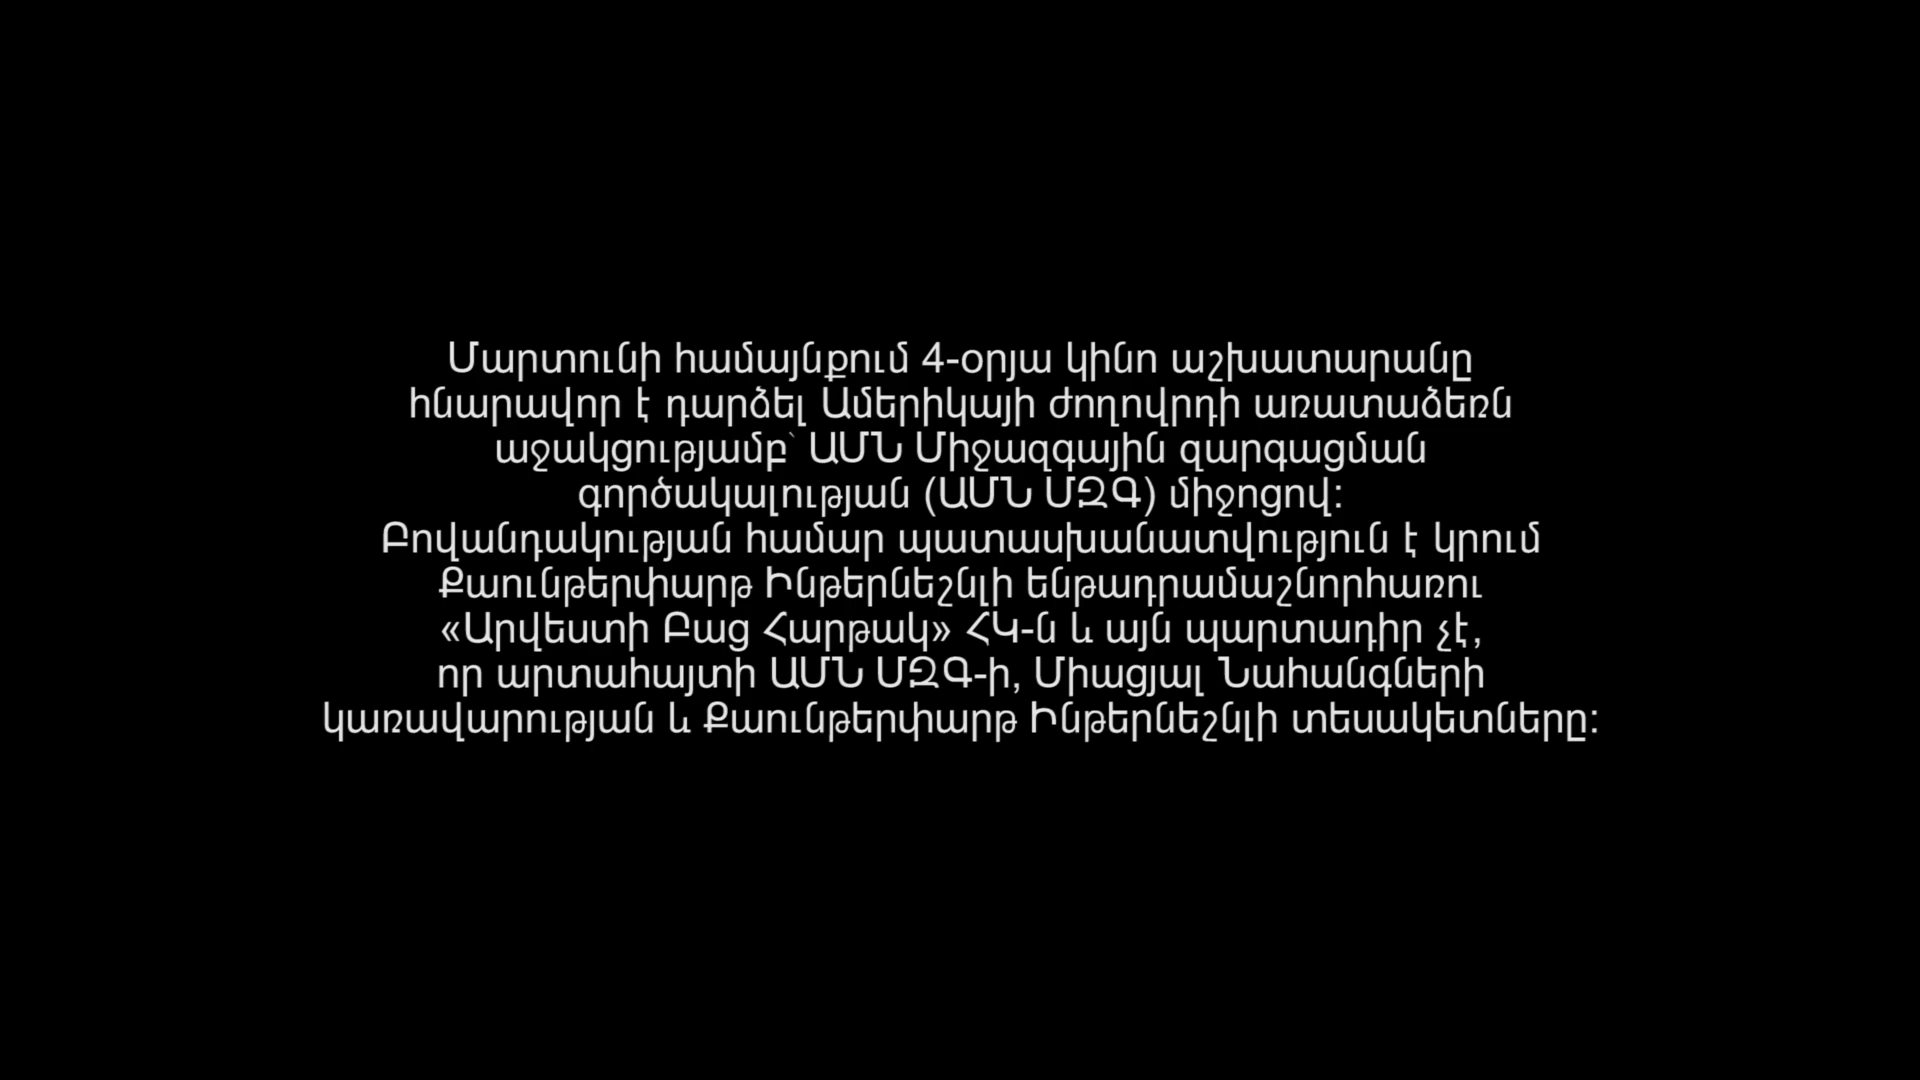 Մարտունի համայնքում 4-օրյա կինո աշխատարանը
հնարավոր է դարձել Ամերիկայի ժողովրդի առատաձեռն
աջակցությամբ՝ ԱՄՆ Միջազգային զարգացման
գործակալության (ԱՄՆ ՄԶԳ) միջոցով:
Բովանդակության համար պատասխանատվություն է կրում
Քաունթերփարթ Ինթերնեշնլի ենթադրամաշնորհառու
«Արվեստի Բաց Հարթակ» ՀԿ-ն և այն պարտադիր չէ,
որ արտահայտի ԱՄՆ ՄԶԳ-ի, Միացյալ Նահանգների
կառավարության և Քաունթերփարթ Ինթերնեշնլի տեսակետները: